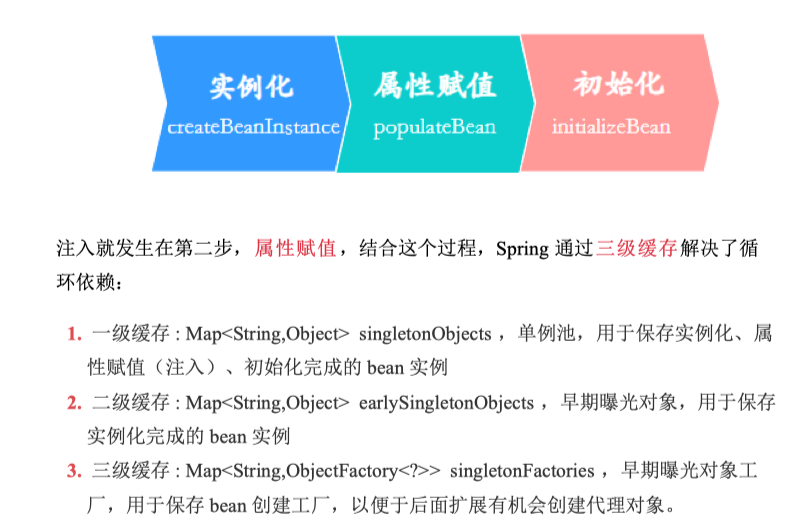 实例化 属性赋值 初始化
createBeanInstance populateBean initializeBean
注入就发生在第二步，属性赋值，结合这个过程，Spring 通过三级缓存解决了循
环依赖：
1. 一级缓存 : Map<String,Object> singletonObjects ，单例池，用于保存实例化、属
性赋值（注入）、初始化完成的 bean 实例
2. 二级缓存 : Map<String,Object> earlySingletonObjects ，早期曝光对象，用于保存
实例化完成的 bean 实例
3. 三级缓存 : Map<String,ObjectFactory<?>> singletonFactories ，早期曝光对象工
厂，用于保存 bean 创建工厂，以便于后面扩展有机会创建代理对象。